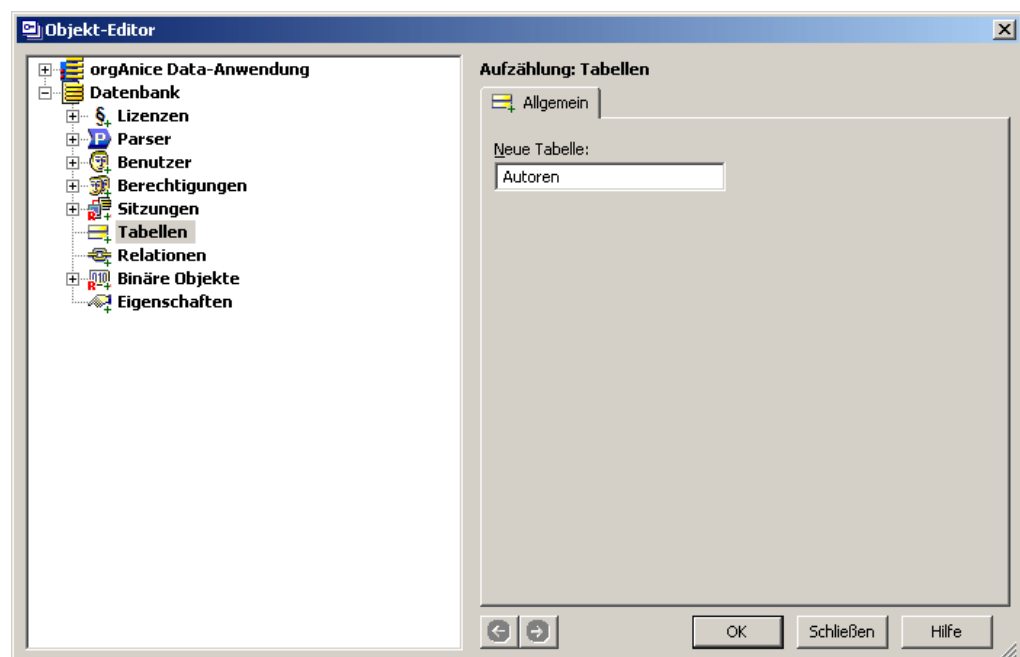 Objekt-Editor
orgAnice Data-Anwendung
Datenbank
Lizenzen
Parser
Benutzer
Berechtigungen
Sitzungen
Tabellen
Relationen
Binäre Objekte
Eigenschaften
Aufzählung: Tabellen
Allgemein
Neue Tabelle:
Autoren
OK
Schließen
Hilfe